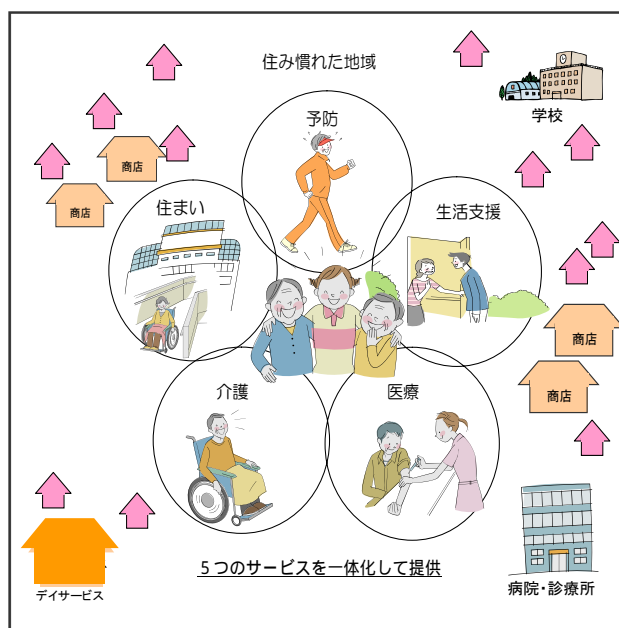 住み慣れた地域
学校
予防
商店
商店
住まい
生活支援
商店
商店
介護
医療
５つのサービスを一体化して提供
デイサービス
病院・診療所